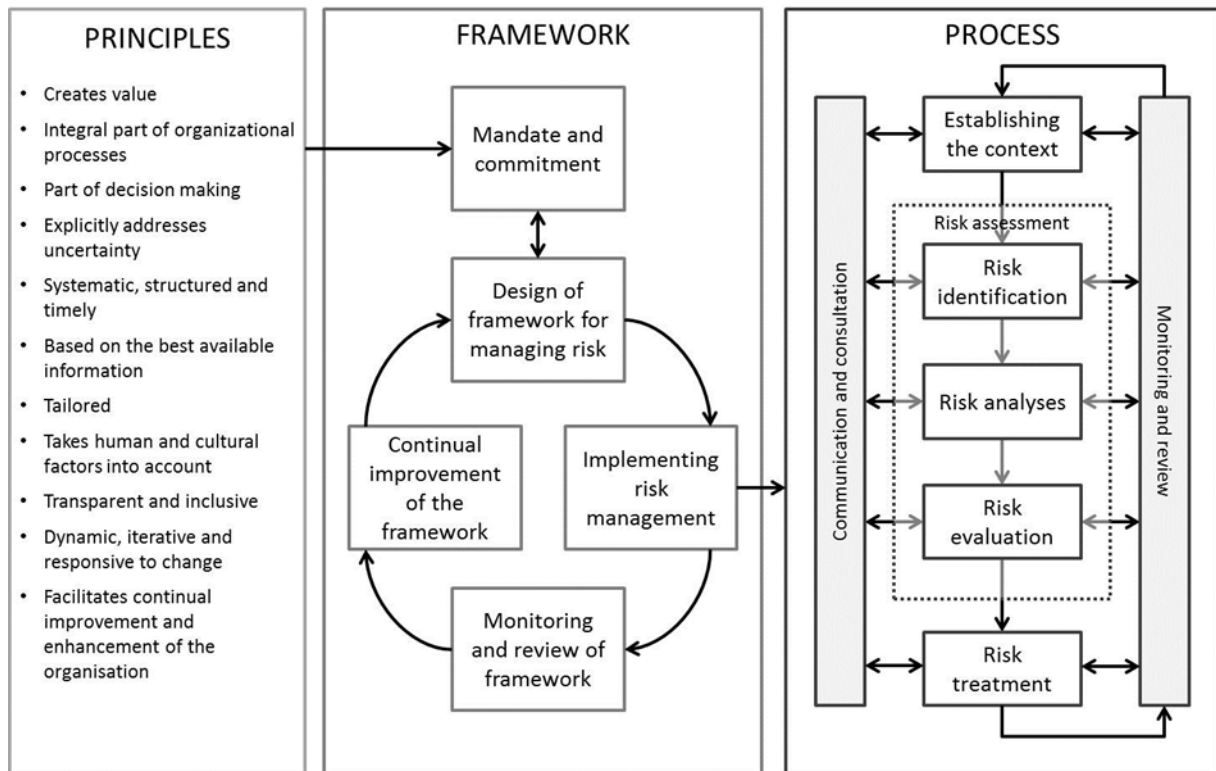 PRINCIPLES
• Creates value
• Integral part of organizational
processes
• Part of decision making
• Explicitly addresses
uncertainty
• Systematic, structured and
timely
• Based on the best available
information
• Tailored
• Takes human and cultural
factors into account
• Transparent and inclusive
• Dynamic, iterative and
responsive to change
• Facilitates continual
improvement and
enhancement of the
organisation
FRAMEWORK
Mandate and
commitment
Design of
framework for
managing risk
Continual
improvement
of the
framework
Implementing
risk
management
Monitoring
and review of
framework
PROCESS
Communication and consultation
Establishing
the context
Risk assessment
Risk
identification
Risk analyses
Risk
evaluation
Risk
treatment
Monitoring and review